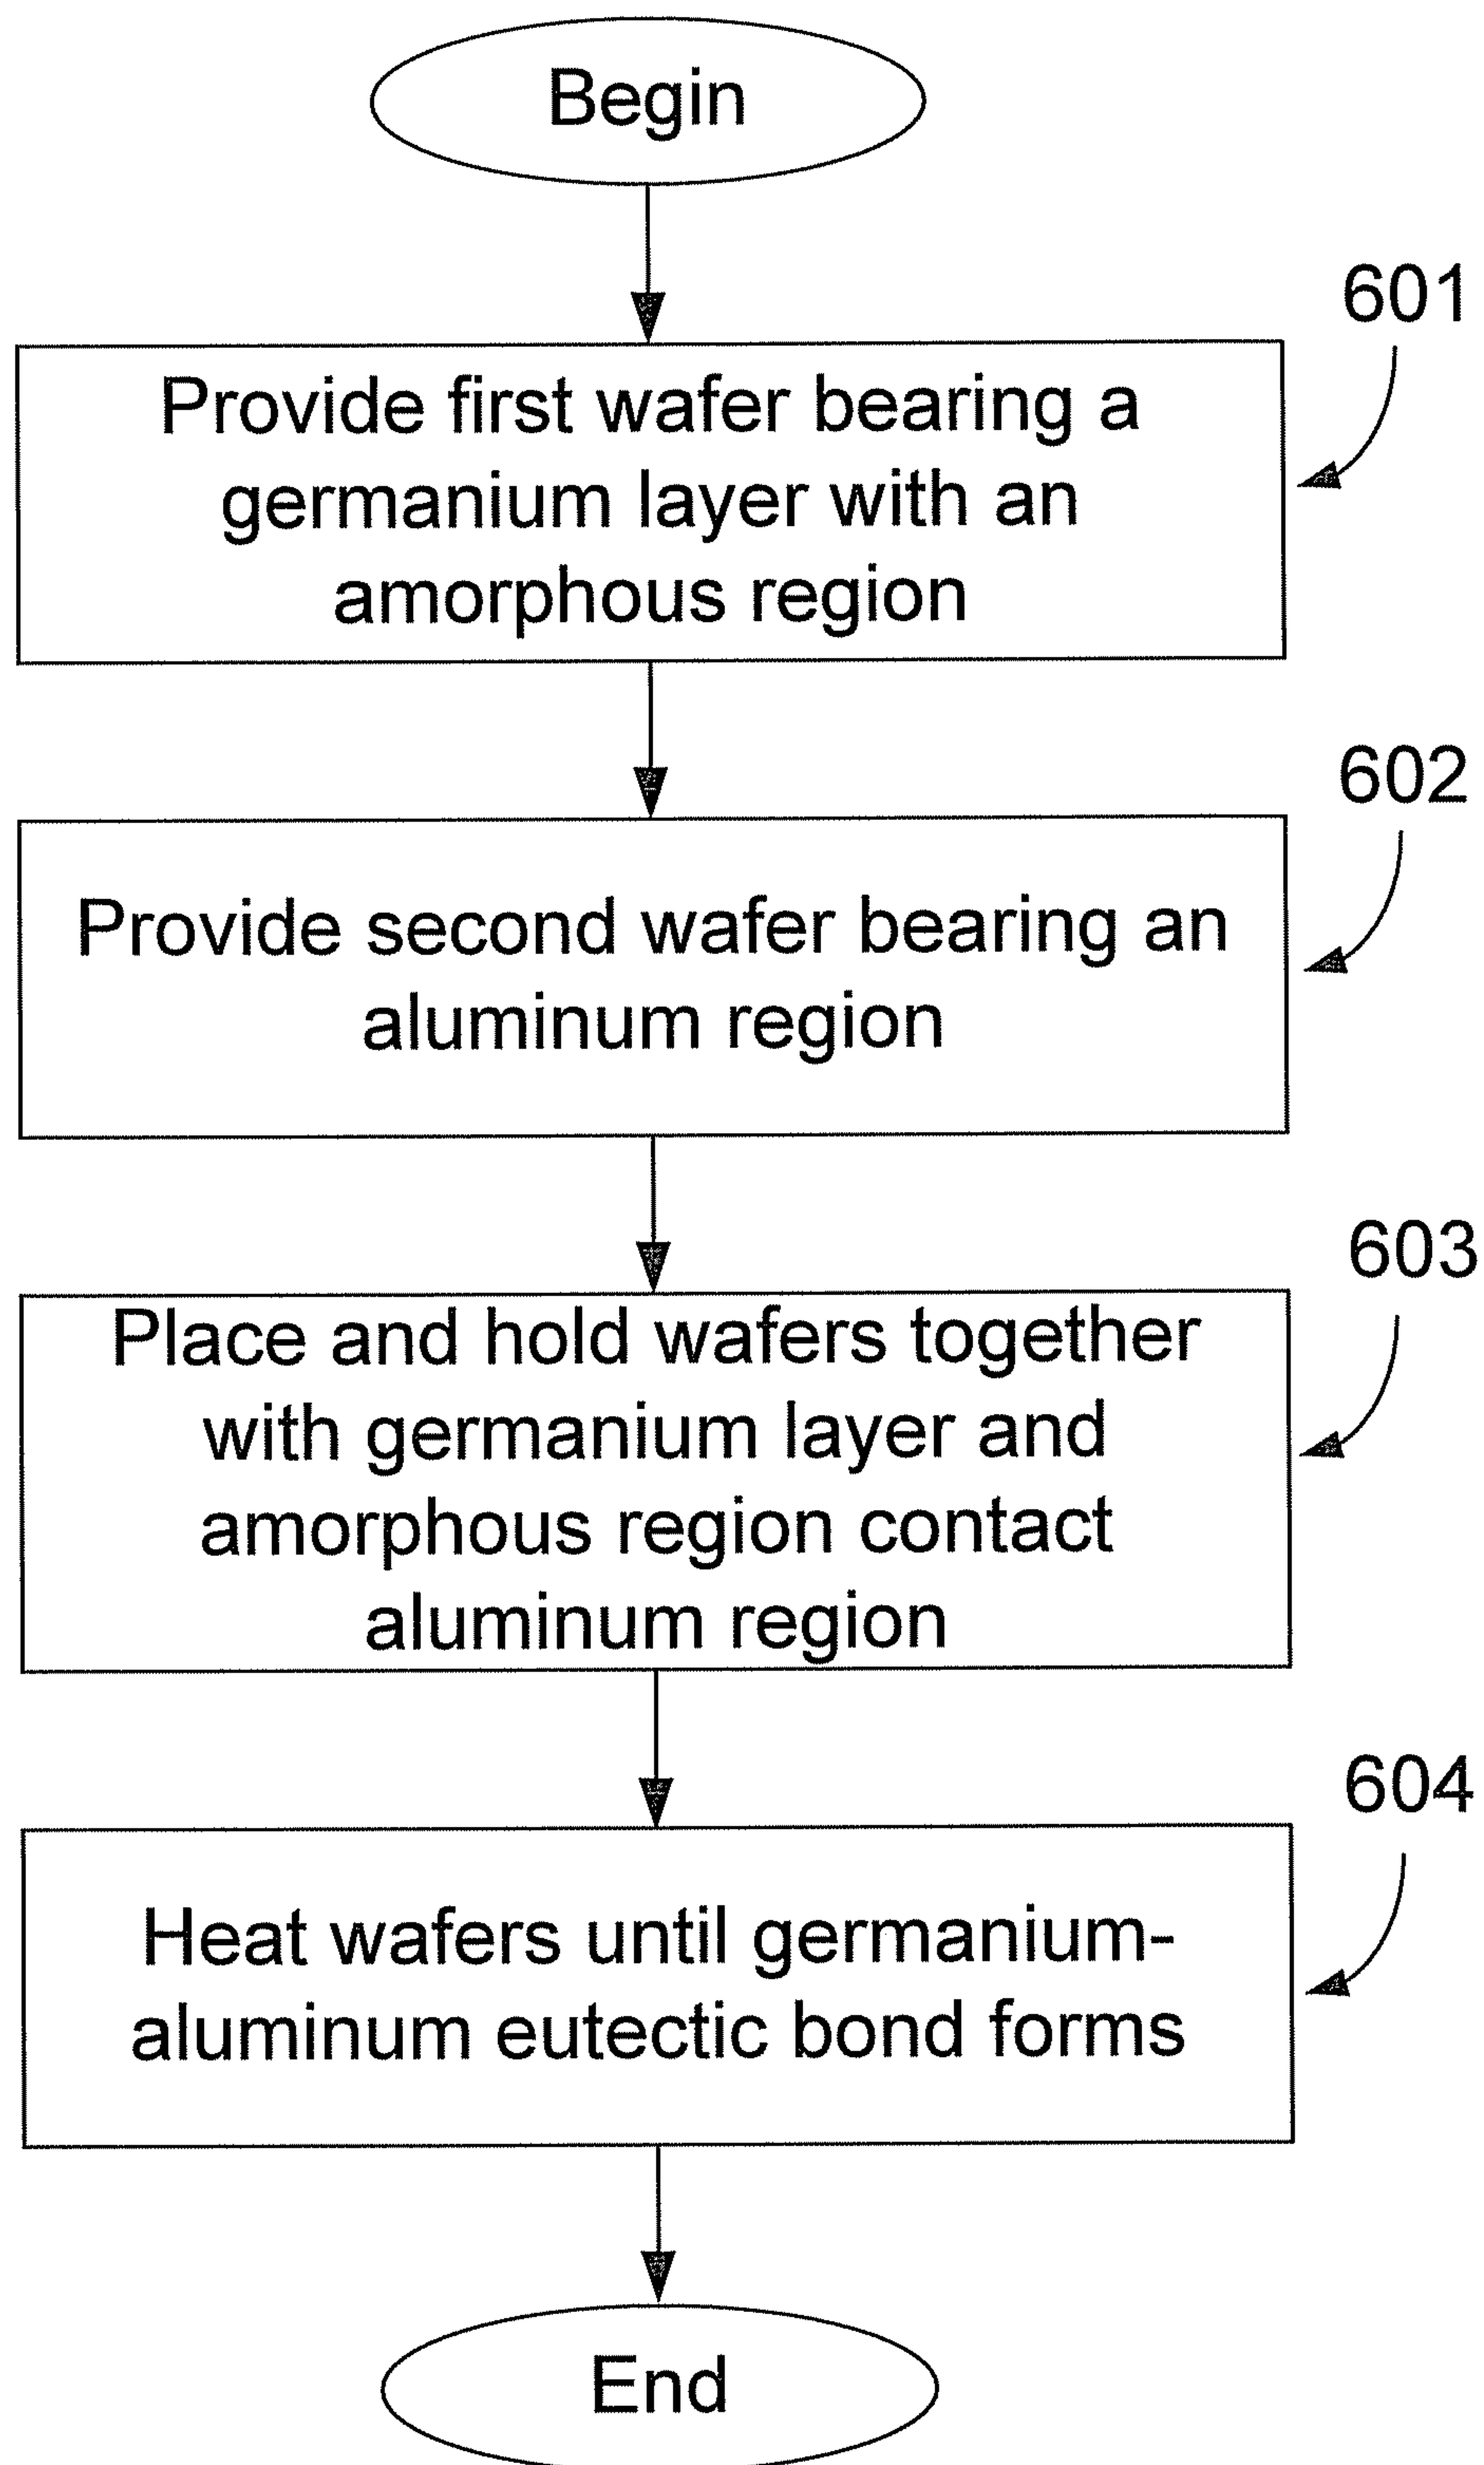 Begin
601
Provide first wafer bearing a
germanium layer with an
amorphous region
602
Provide second wafer bearing an
aluminum region
603
Place and hold wafers together
with germanium layer and
amorphous region contact
aluminum region
604
Heat wafers until germanium-
aluminum eutectic bond forms
End